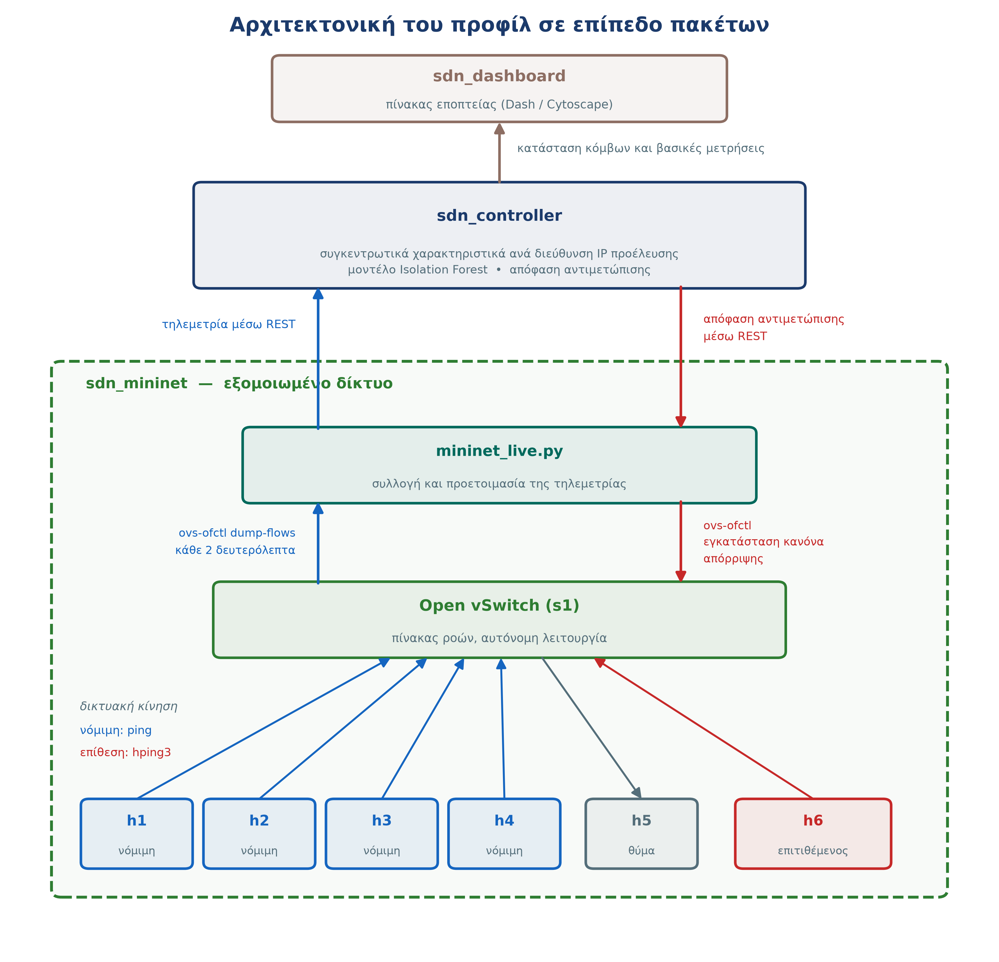 Αρχιτεκτονική του προφίλ σε επίπεδο πακέτων
sdn_dashboard
πίνακας εποπτείας (Dash / Cytoscape)
κατάσταση κόμβων και βασικές μετρήσεις
sdn_controller
συγκεντρωτικά χαρακτηριστικά ανά διεύθυνση IP προέλευσης
μοντέλο Isolation Forest • απόφαση αντιμετώπισης
τηλεμετρία μέσω REST
απόφαση αντιμετώπισης
μέσω REST
sdn_mininet — εξομοιωμένο δίκτυο
mininet_live.py
συλλογή και προετοιμασία της τηλεμετρίας
ovs-ofctl dump-flows
κάθε 2 δευτερόλεπτα
ovs-ofctl
εγκατάσταση κανόνα
απόρριψης
Open vSwitch (s1)
πίνακας ροών, αυτόνομη λειτουργία
δικτυακή κίνηση
νόμιμη: ping
επίθεση: hping3
h1
νόμιμη
h2
νόμιμη
h3
νόμιμη
h4
νόμιμη
h5
θύμα
h6
επιτιθέμενος